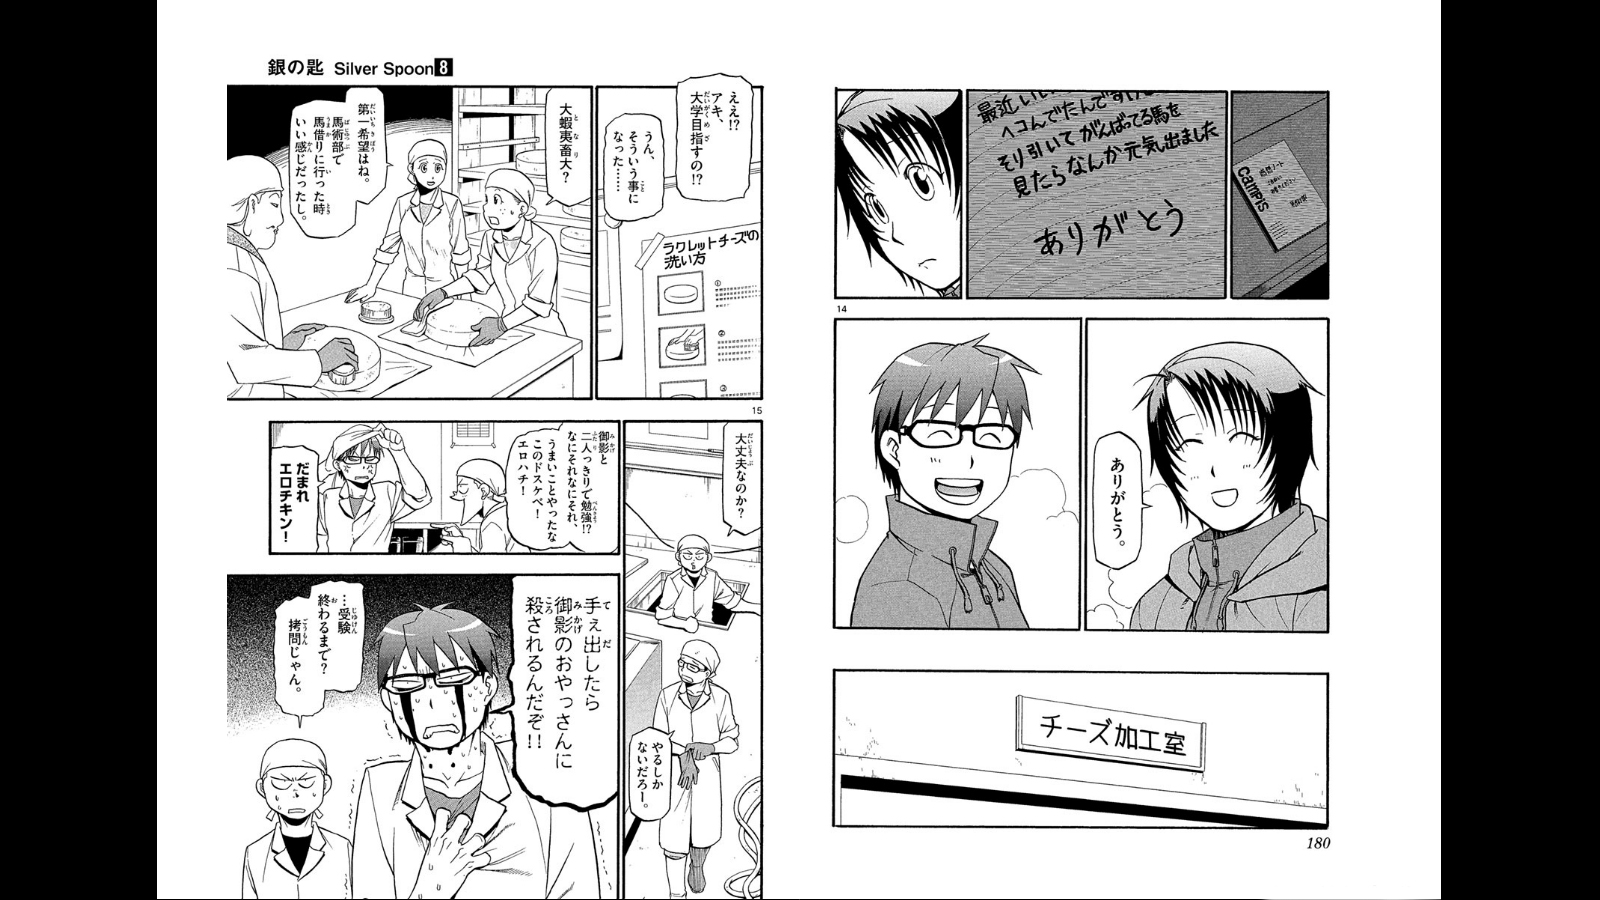 最近いい
ヘコんでたんですけど
そり引いてがんばってる馬を
見たらなんか元気出ました
ありがとう
Campus
14
ありがとう。
チーズ加工室
180
銀の匙 Silver Spoon 8
ええ!?
アキ、
大学目指すの!?
うん、
そういう事に
なった……
ラクレットチーズの
洗い方
①
②
③
大蝦夷畜大?
第一希望はね。
馬術部で
馬借りに行った時
いい感じだったし。
15
大丈夫なのか?
やるしか
ないだろー。
御影と
二人っきりで勉強!?
なにそれなにそれ、
うまいことやったな
このドスケベ!
エロハチ!
だまれ
エロチキン!
手ェ出したら
御影のおやっさんに
殺されるんだぞ!!
…受験
終わるまで?
拷問じゃん。